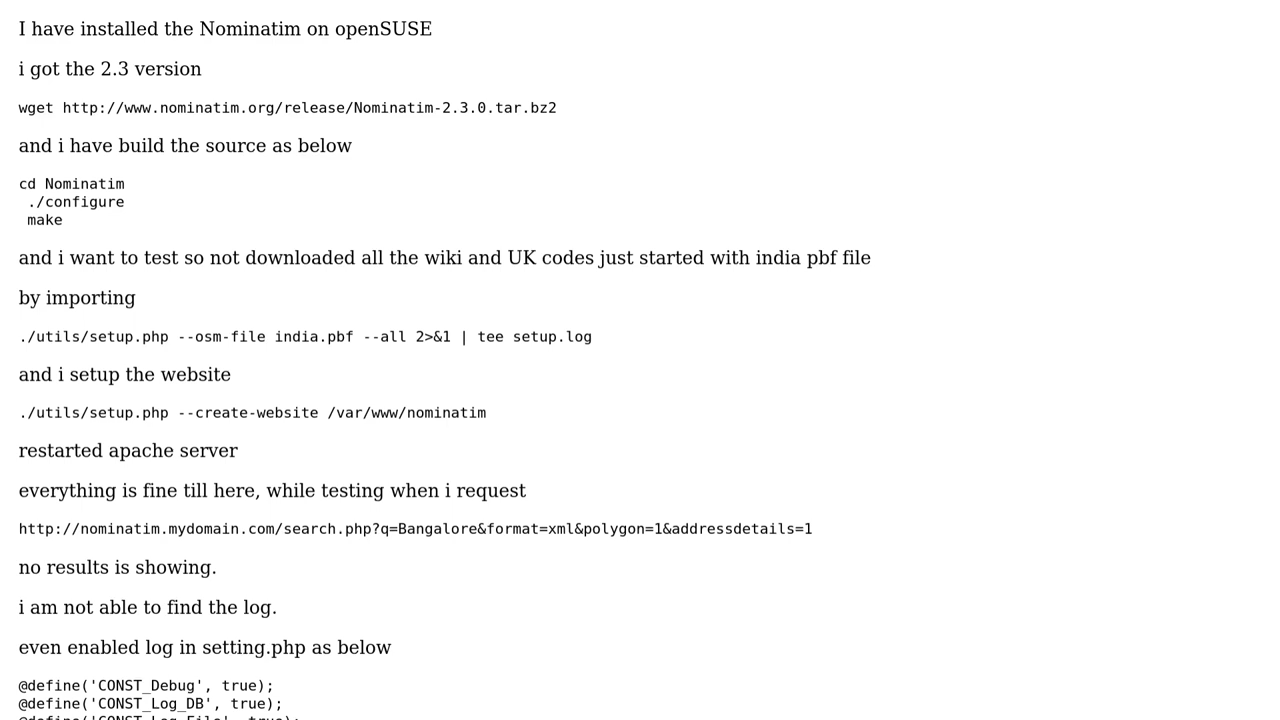 I have installed the Nominatim on openSUSE
i got the 2.3 version
wget http://www.nominatim.org/release/Nominatim-2.3.0.tar.bz2
and i have build the source as below
cd Nominatim
./configure
make
and i want to test so not downloaded all the wiki and UK codes just started with india pbf file
by importing
./utils/setup.php --osm-file india.pbf --all 2>&1 | tee setup.log
and i setup the website
./utils/setup.php --create-website /var/www/nominatim
restarted apache server
everything is fine till here, while testing when i request
http://nominatim.mydomain.com/search.php?q=Bangalore&format=xml&polygon=1&addressdetails=1
no results is showing.
i am not able to find the log.
even enabled log in setting.php as below
@define('CONST_Debug', true);
@define('CONST_Log_DB', true);
@define('CONST_Log_File', true);